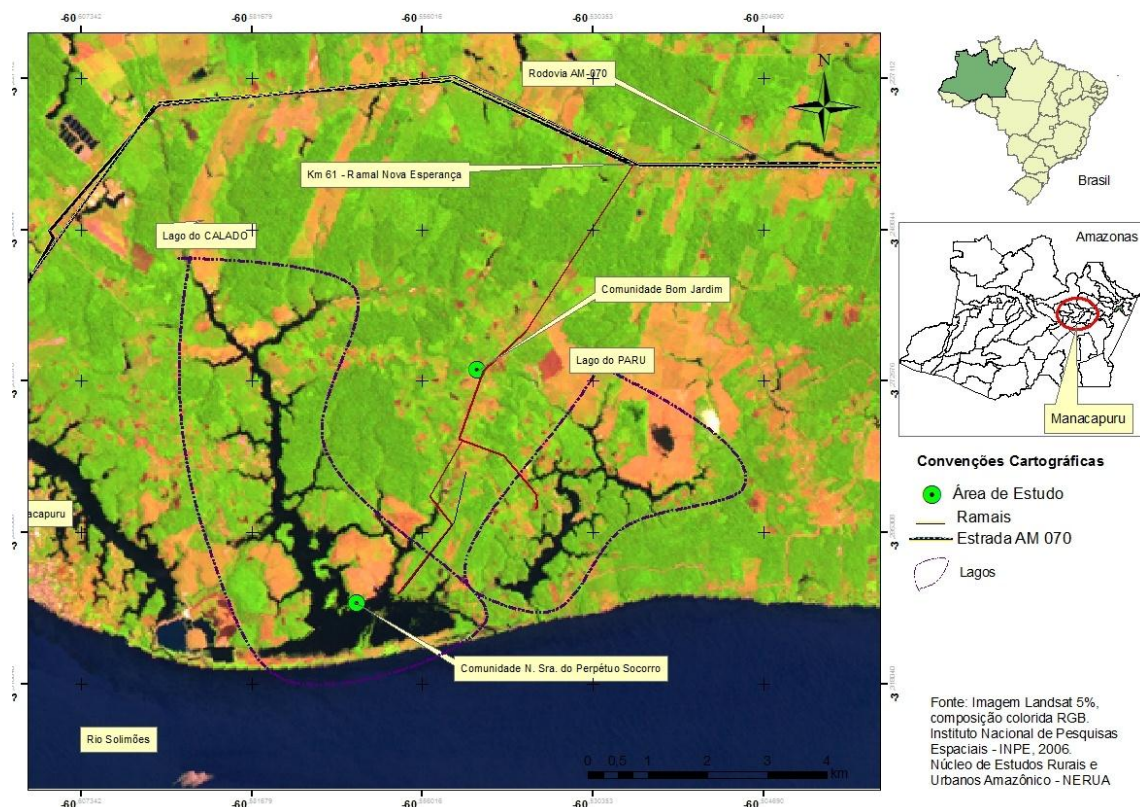 -60
-60
-60
-60
-60
Rodovia AM-070
Km 61 - Ramal Nova Esperança
Lago do CALADO
Comunidade Bom Jardim
Lago do PARU
acapuru
Comunidade N. Sra. do Perpétuo Socorro
Rio Solimões
0 0,5 1 2 3 4
km
-60
-60
-60
-60
-60
Brasil
Amazonas
Manacapuru
Convenções Cartográficas
Área de Estudo
Ramais
Estrada AM 070
Lagos
Fonte: Imagem Landsat 5%,
composição colorida RGB.
Instituto Nacional de Pesquisas
Espaciais - INPE, 2006.
Núcleo de Estudos Rurais e
Urbanos Amazônico - NERUA